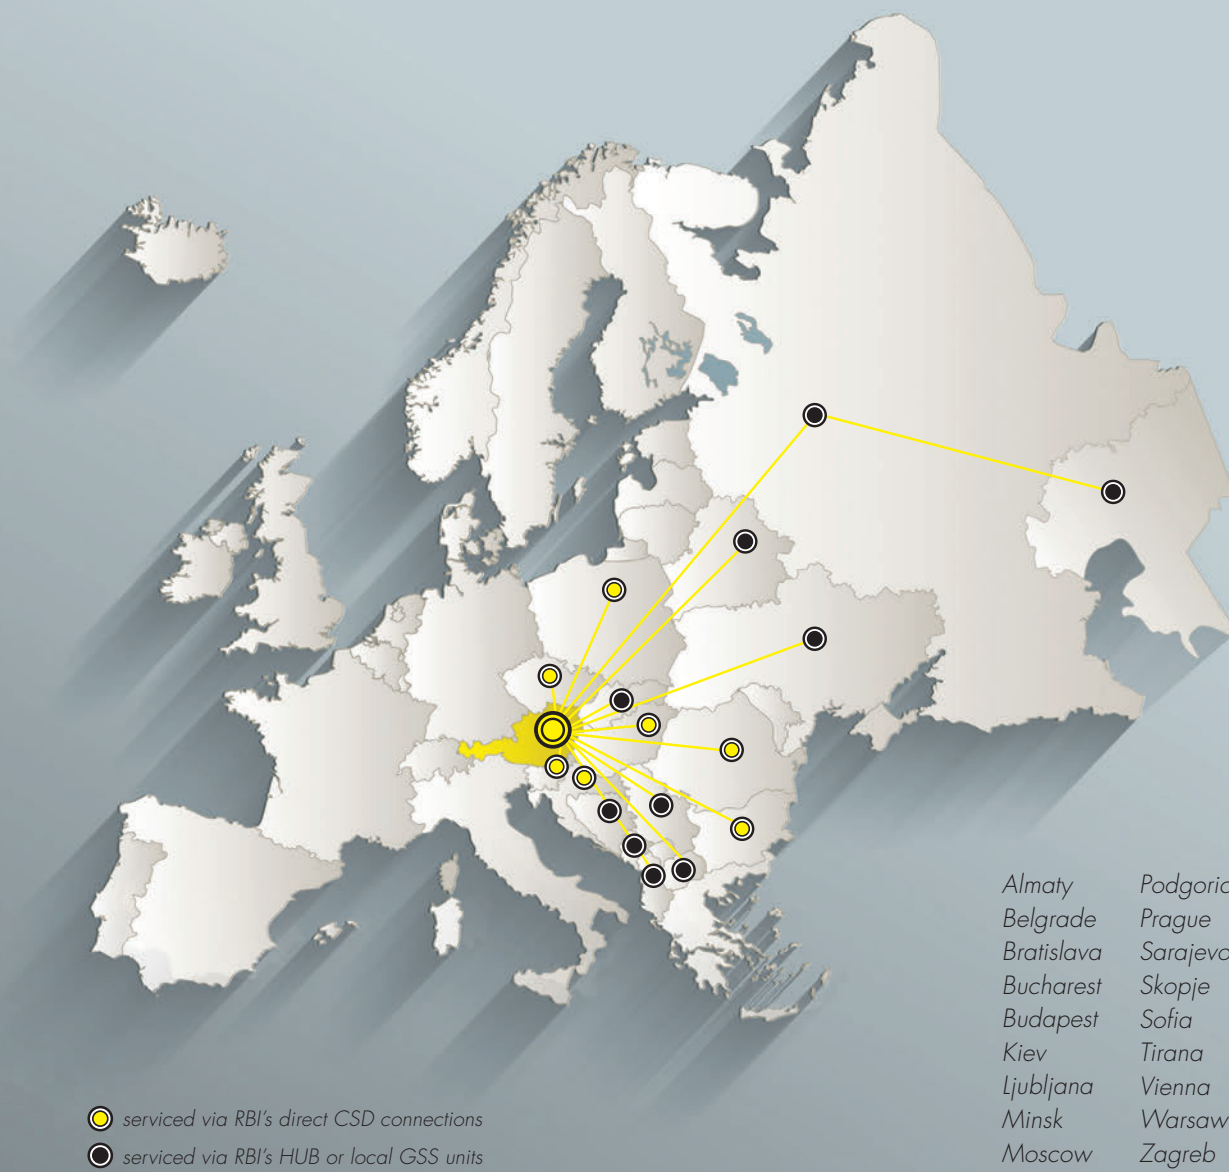 Almaty
Belgrade
Bratislava
Bucharest
Budapest
Kiev
Ljubljana
Minsk
Moscow
Prague
Sarajevo
Skopje
Sofia
Tirana
Vienna
Warsaw
Zagreb
serviced via RBI's direct CSD connections
serviced via RBI's HUB or local GSS units